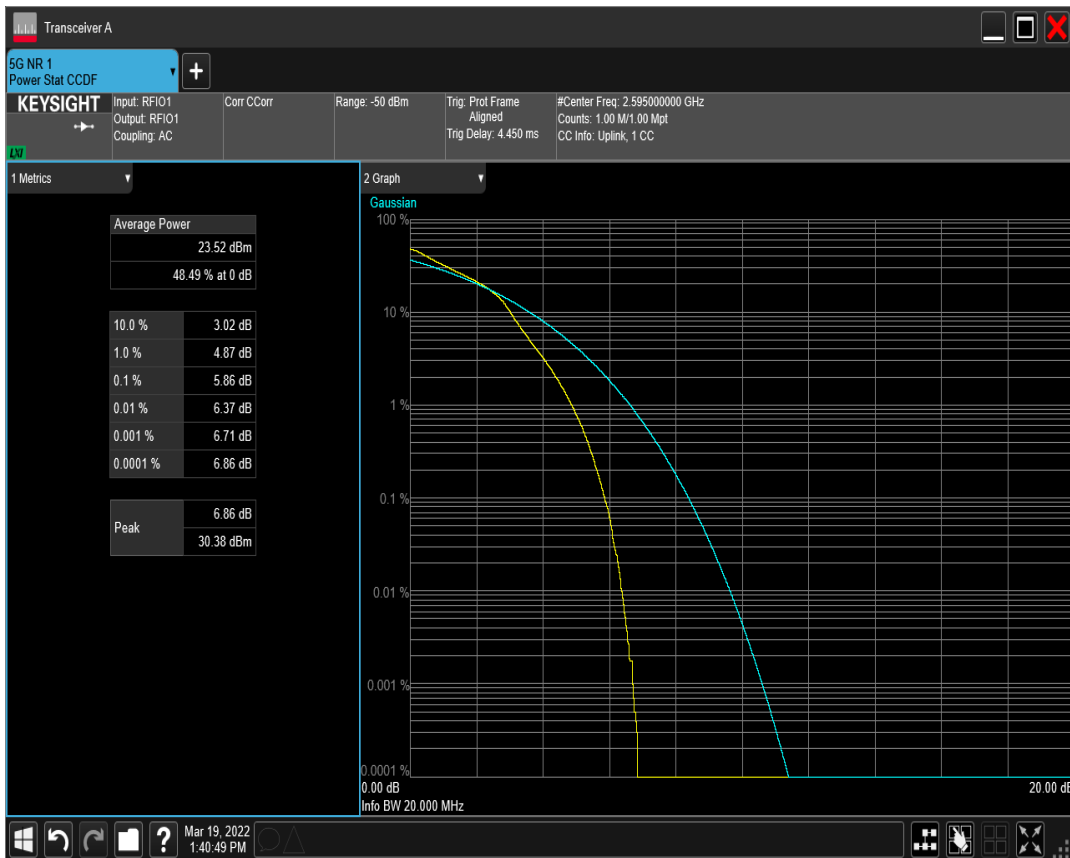 Transceiver A
5G NR 1
Power Stat CCDF
KEYSIGHT
LXI
Input: RFIO1
Output: RFIO1
Coupling: AC
Corr CCorr
Range: -50 dBm
Trig: Prot Frame
Aligned
Trig Delay: 4.450 ms
#Center Freq: 2.595000000 GHz
Counts: 1.00 M/1.00 Mpt
CC Info: Uplink, 1 CC
1 Metrics
Average Power
23.52 dBm
48.49 % at 0 dB
10.0 % 3.02 dB
1.0 % 4.87 dB
0.1 % 5.86 dB
0.01 % 6.37 dB
0.001 % 6.71 dB
0.0001 % 6.86 dB
Peak
6.86 dB
30.38 dBm
2 Graph
Gaussian
100 %
10 %
1 %
0.1 %
0.01 %
0.001 %
0.0001 %
0.00 dB 20.00 dB
Info BW 20.000 MHz
? Mar 19, 2022
1:40:49 PM